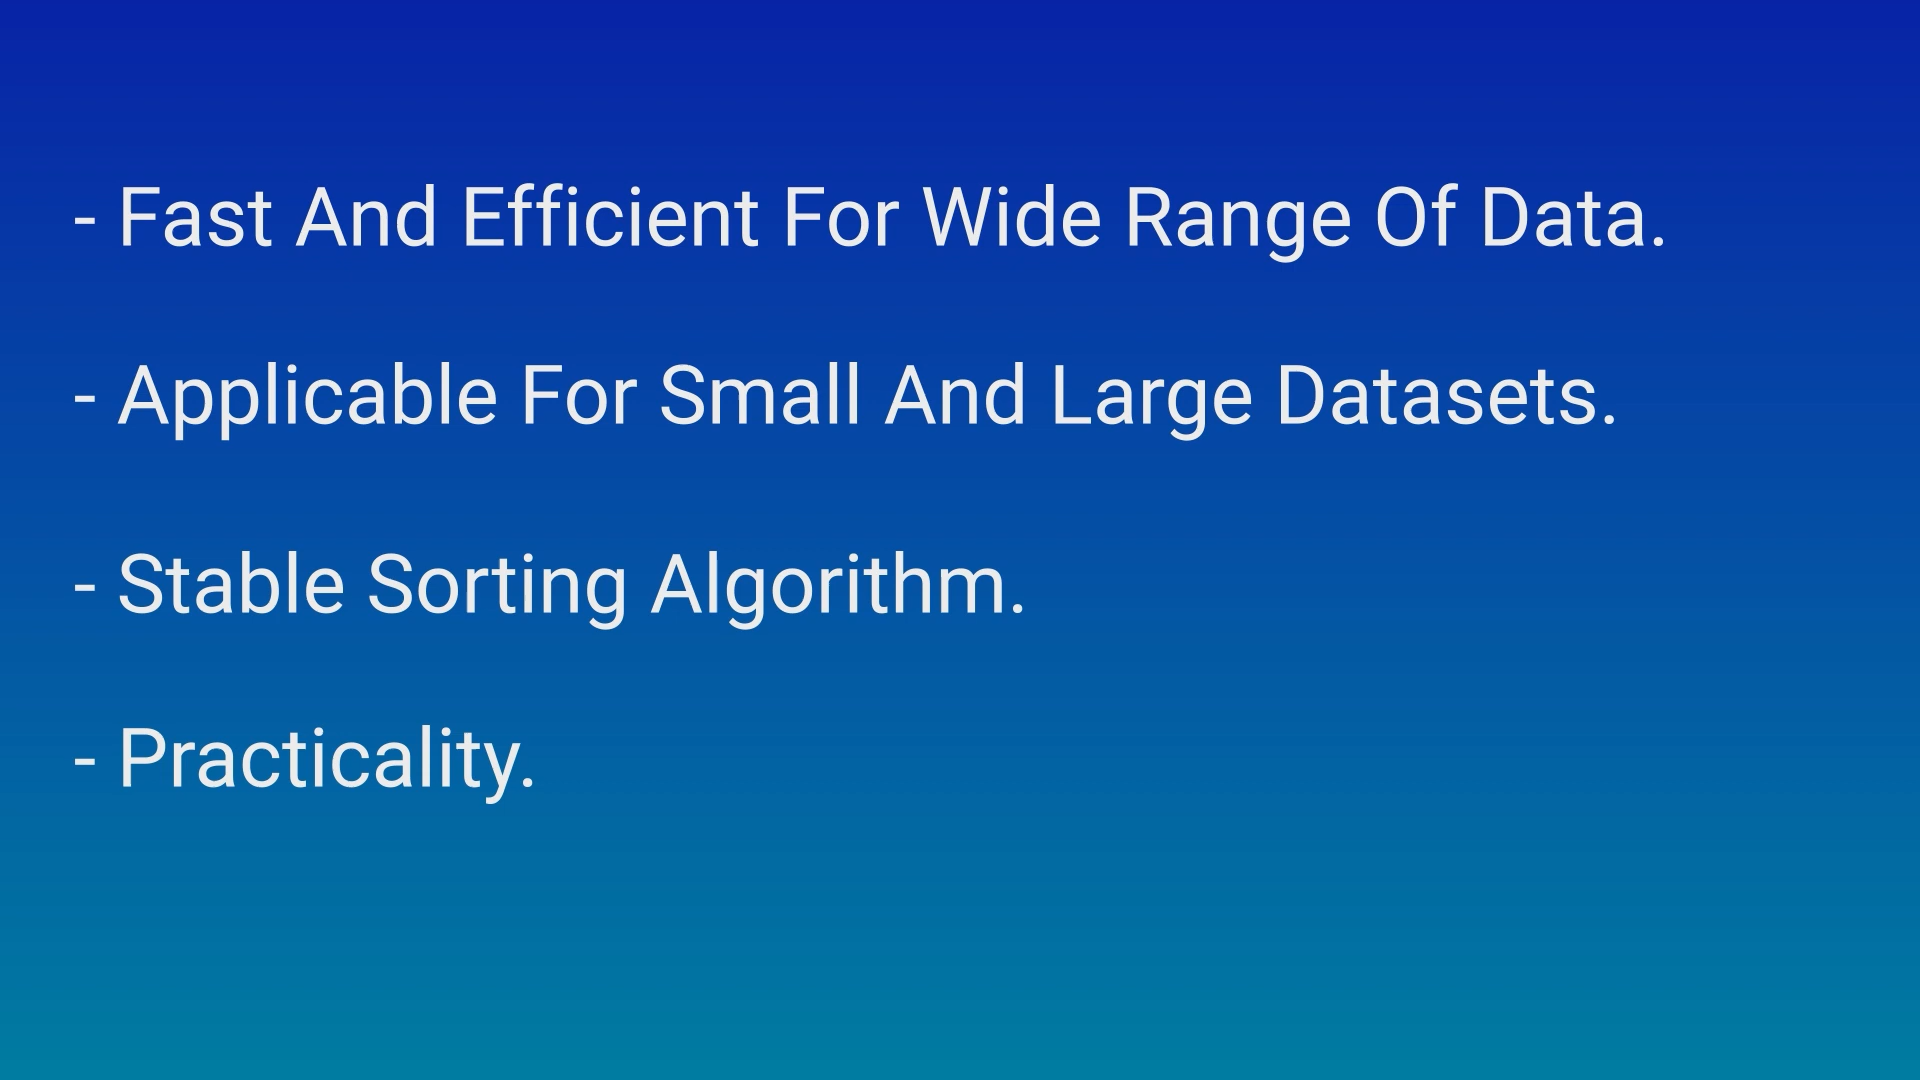 - Fast And Efficient For Wide Range Of Data.
- Applicable For Small And Large Datasets.
- Stable Sorting Algorithm.
- Practicality.